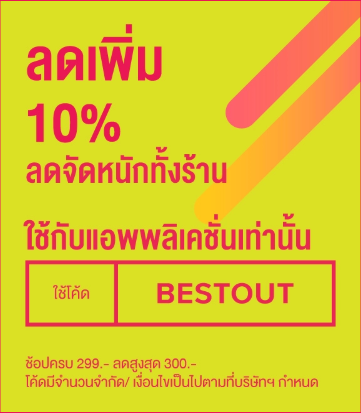 ลดเพิ่ม
10%
ลดจัดหนักทั้งร้าน
ใช้กับแอพพลิเคชั่นเท่านั้น
ใช้โค้ด BESTOUT
ช้อปครบ 299.- ลดสูงสุด 300.-
โค้ดมีจำนวนจำกัด/ เงื่อนไขเป็นไปตามที่บริษัทฯ กำหนด